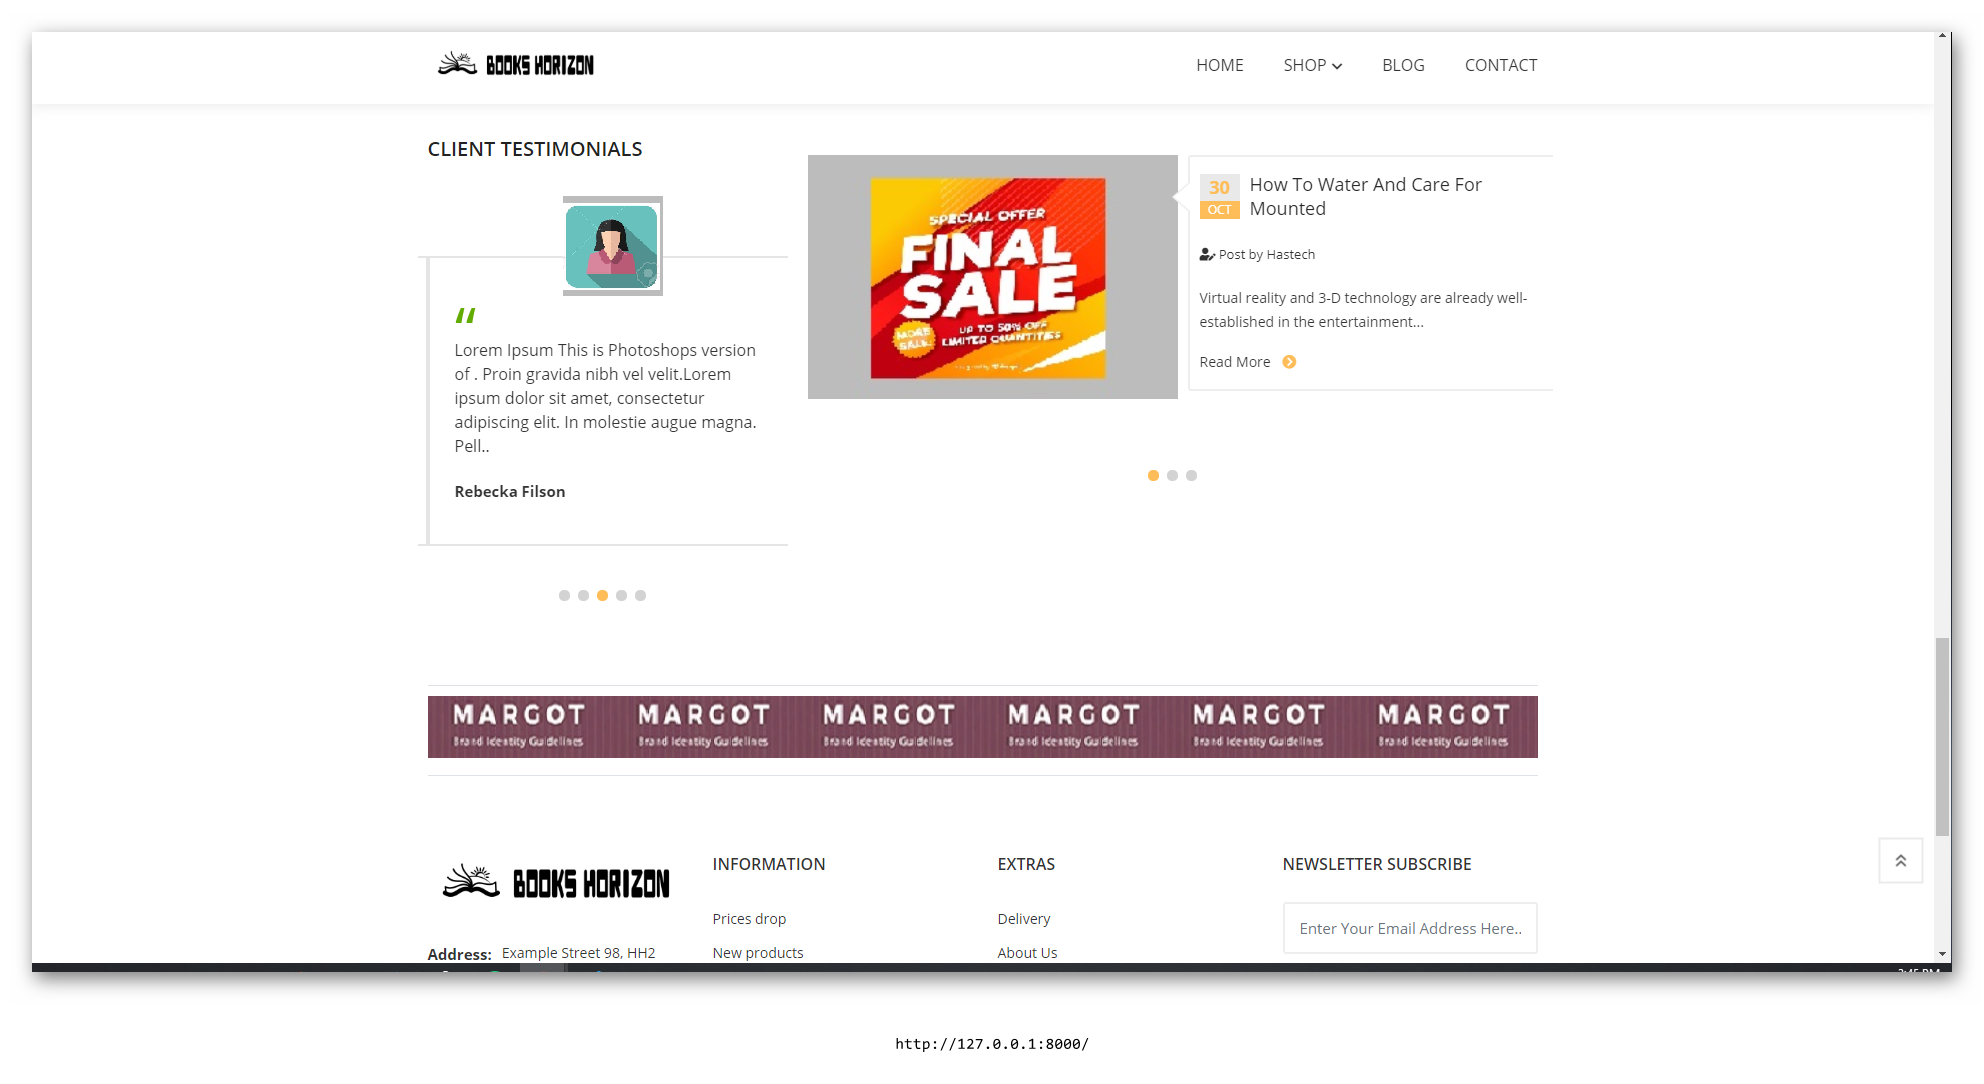 BOOKS HORIZON
HOME SHOP BLOG CONTACT
CLIENT TESTIMONIALS
“
Lorem Ipsum This is Photoshops version
of . Proin gravida nibh vel velit.Lorem
ipsum dolor sit amet, consectetur
adipiscing elit. In molestie augue magna.
Pell..
Rebecka Filson
SPECIAL OFFER
FINAL
SALE
MORE
SALE
UP TO 50% OFF
LIMITED QUANTITIES
30
OCT
How To Water And Care For
Mounted
Post by Hastech
Virtual reality and 3-D technology are already well-
established in the entertainment...
Read More
MARGOT MARGOT MARGOT MARGOT MARGOT MARGOT
Brand Identity Guidelines Brand Identity Guidelines Brand Identity Guidelines Brand Identity Guidelines Brand Identity Guidelines Brand Identity Guidelines
BOOKS HORIZON
Address: Example Street 98, HH2
INFORMATION
Prices drop
New products
EXTRAS
Delivery
About Us
NEWSLETTER SUBSCRIBE
Enter Your Email Address Here..
http://127.0.0.1:8000/